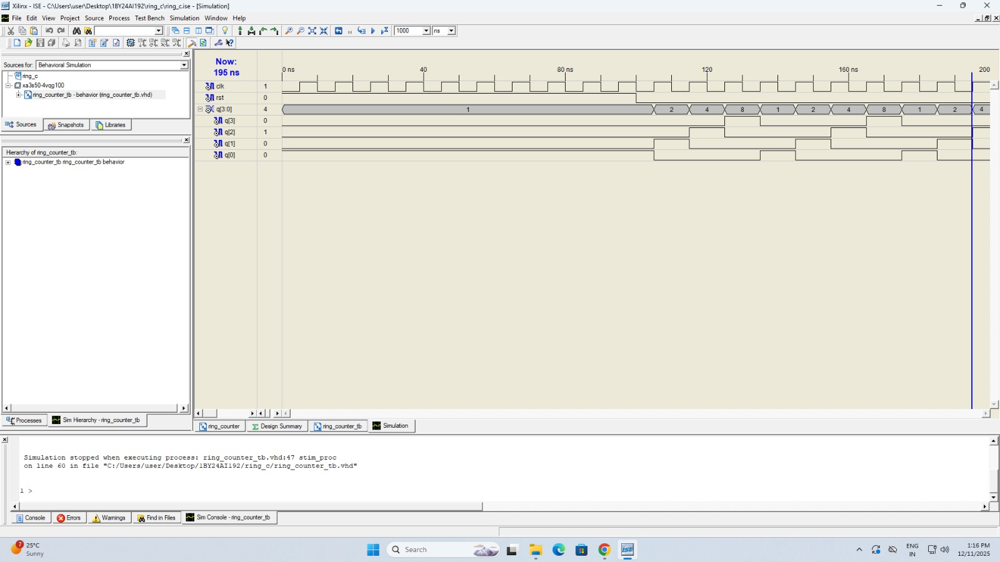 Xilinx - ISE - C:\Users\user\Desktop\1BY24AI192\ring_c\ring_c.ise - [Simulation]
File Edit View Project Source Process Test Bench Simulation Window Help
1000 ns
Sources for: Behavioral Simulation
ring_c
xa3s50-4vqg100
ring_counter_tb - behavior (ring_counter_tb.vhd)
Sources Snapshots Libraries
Hierarchy of ring_counter_tb:
ring_counter_tb ring_counter_tb behavior
Processes Sim Hierarchy - ring_counter_tb
Now:
195 ns
0 ns 40 80 ns 120 160 ns 200
clk 1
rst 0
q[3:0] 4 1 2 4 8 1 2 4 8 1 2 4
q[3] 0
q[2] 1
q[1] 0
q[0] 0
ring_counter Design Summary ring_counter_tb Simulation
Simulation stopped when executing process: ring_counter_tb.vhd:47 stim_proc
on line 60 in file "C:/Users/user/Desktop/1BY24AI192/ring_c/ring_counter_tb.vhd"
1 >
Console Errors Warnings Find in Files Sim Console - ring_counter_tb
7
25°C
Sunny
Search
ISE
ENG
IN
1:16 PM
12/11/2025